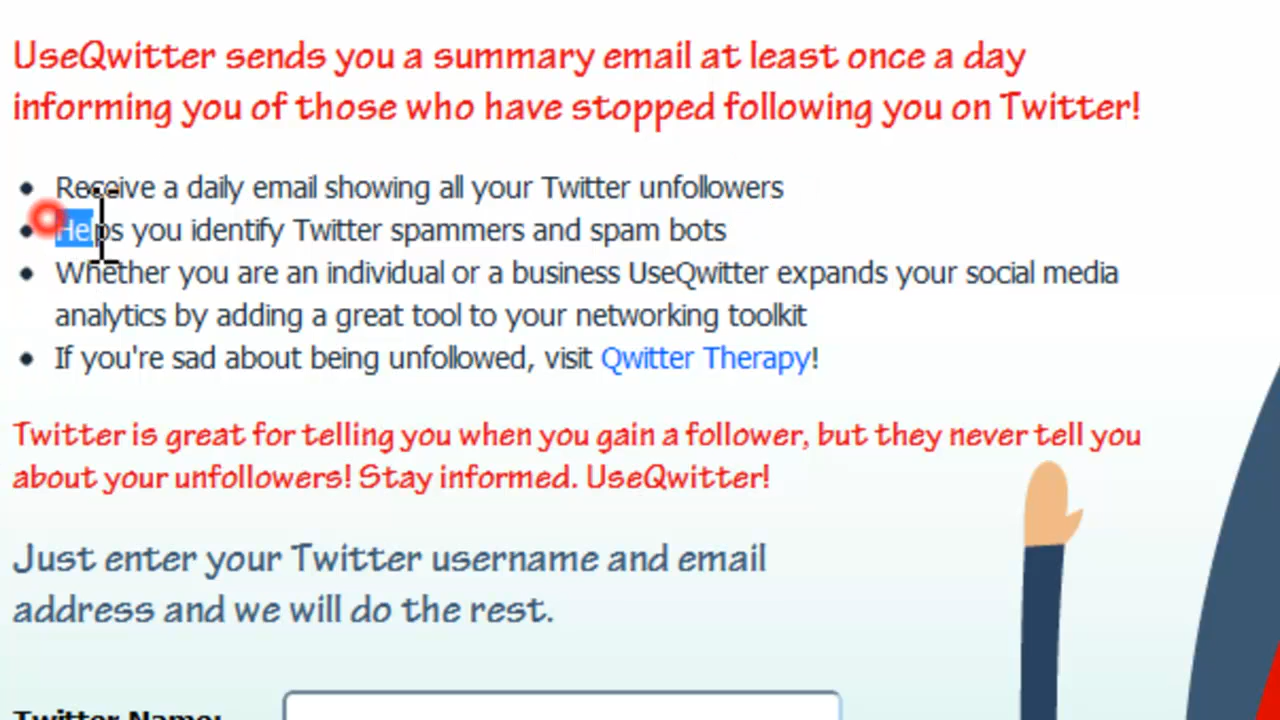 UseQwitter sends you a summary email at least once a day
informing you of those who have stopped following you on Twitter!
Receive a daily email showing all your Twitter unfollowers
Helps you identify Twitter spammers and spam bots
Whether you are an individual or a business UseQwitter expands your social media
analytics by adding a great tool to your networking toolkit
If you're sad about being unfollowed, visit Qwitter Therapy!
Twitter is great for telling you when you gain a follower, but they never tell you
about your unfollowers! Stay informed. UseQwitter!
Just enter your Twitter username and email
address and we will do the rest.
Twitter Name: